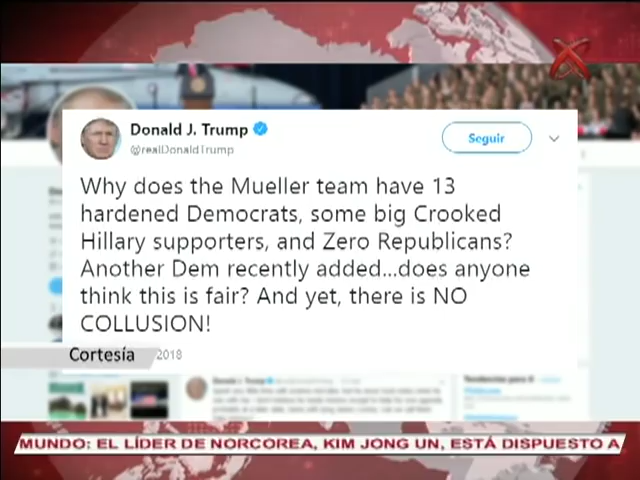 Donald J. Trump
@realDonaldTrump
Seguir
Why does the Mueller team have 13
hardened Democrats, some big Crooked
Hillary supporters, and Zero Republicans?
Another Dem recently added...does anyone
think this is fair? And yet, there is NO
COLLUSION!
Cortesía
2018
MUNDO: EL LÍDER DE NORCOREA, KIM JONG UN, ESTÁ DISPUESTO A